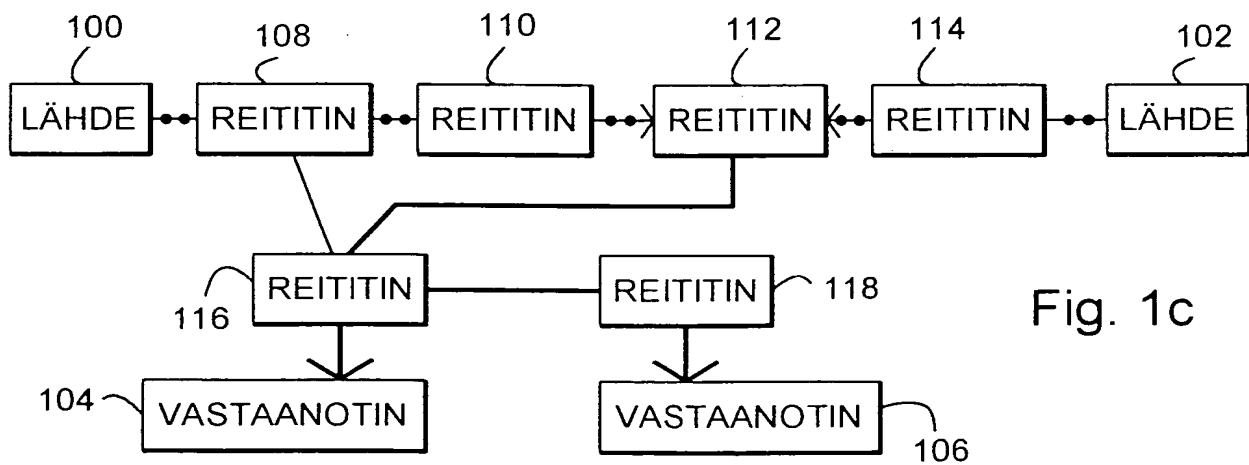 100 108 110 112 114 102
LÄHDE REITITIN REITITIN REITITIN REITITIN LÄHDE
REITITIN REITITIN
116 118
Fig. 1c
104 VASTAANOTIN VASTAANOTIN
106